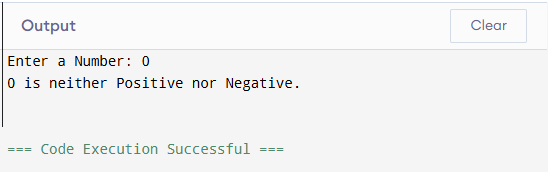 Output
Clear
Enter a Number: 0
0 is neither Positive nor Negative.
=== Code Execution Successful ===